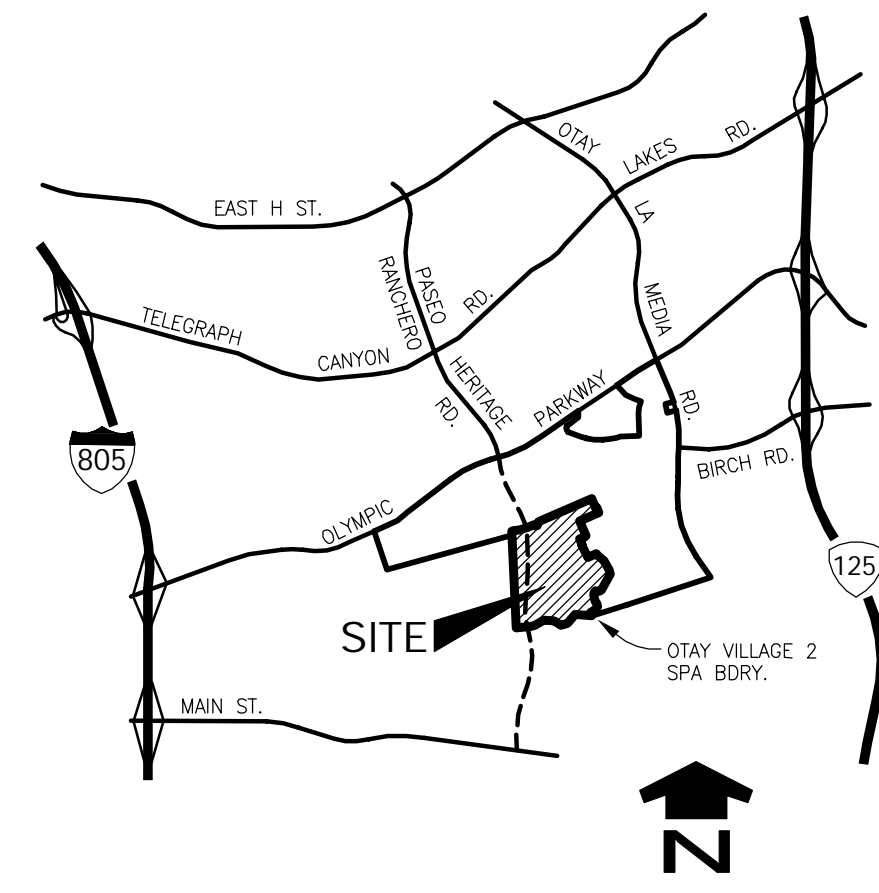 OTAY
LAKES
RD.
EAST H ST.
LA
MEDIA
RD.
PASEO
RANCHERO
RD.
TELEGRAPH
CANYON
HERITAGE
RD.
PARKWAY
805
BIRCH RD.
OLYMPIC
125
SITE
OTAY VILLAGE 2
SPA BDRY.
MAIN ST.
N